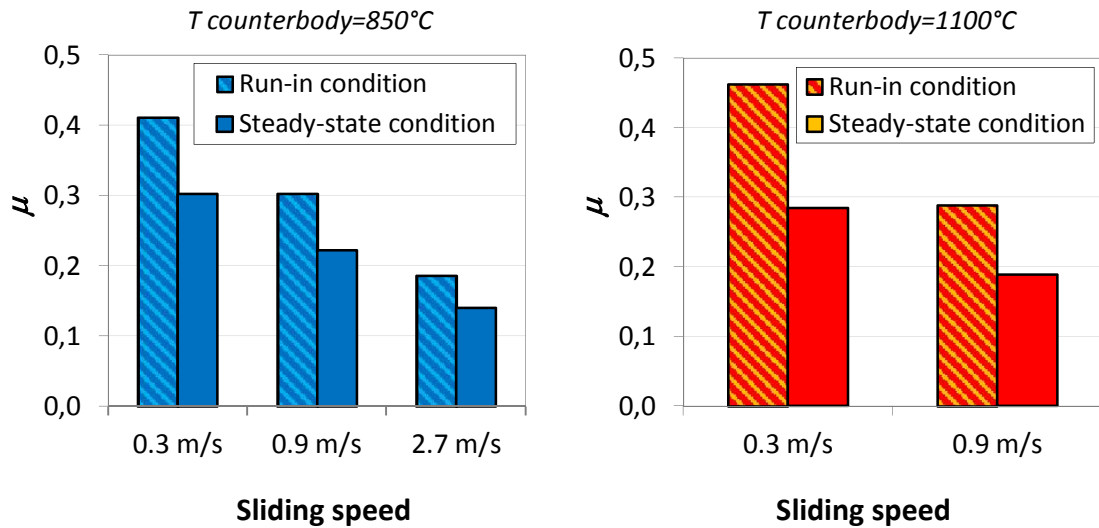 T counterbody=850°C
0,5
0,4
0,3
0,2
0,1
0,0
μ
Run-in condition
Steady-state condition
0.3 m/s
0.9 m/s
2.7 m/s
Sliding speed
T counterbody=1100°C
0,5
0,4
0,3
0,2
0,1
0,0
μ
Run-in condition
Steady-state condition
0.3 m/s
0.9 m/s
Sliding speed